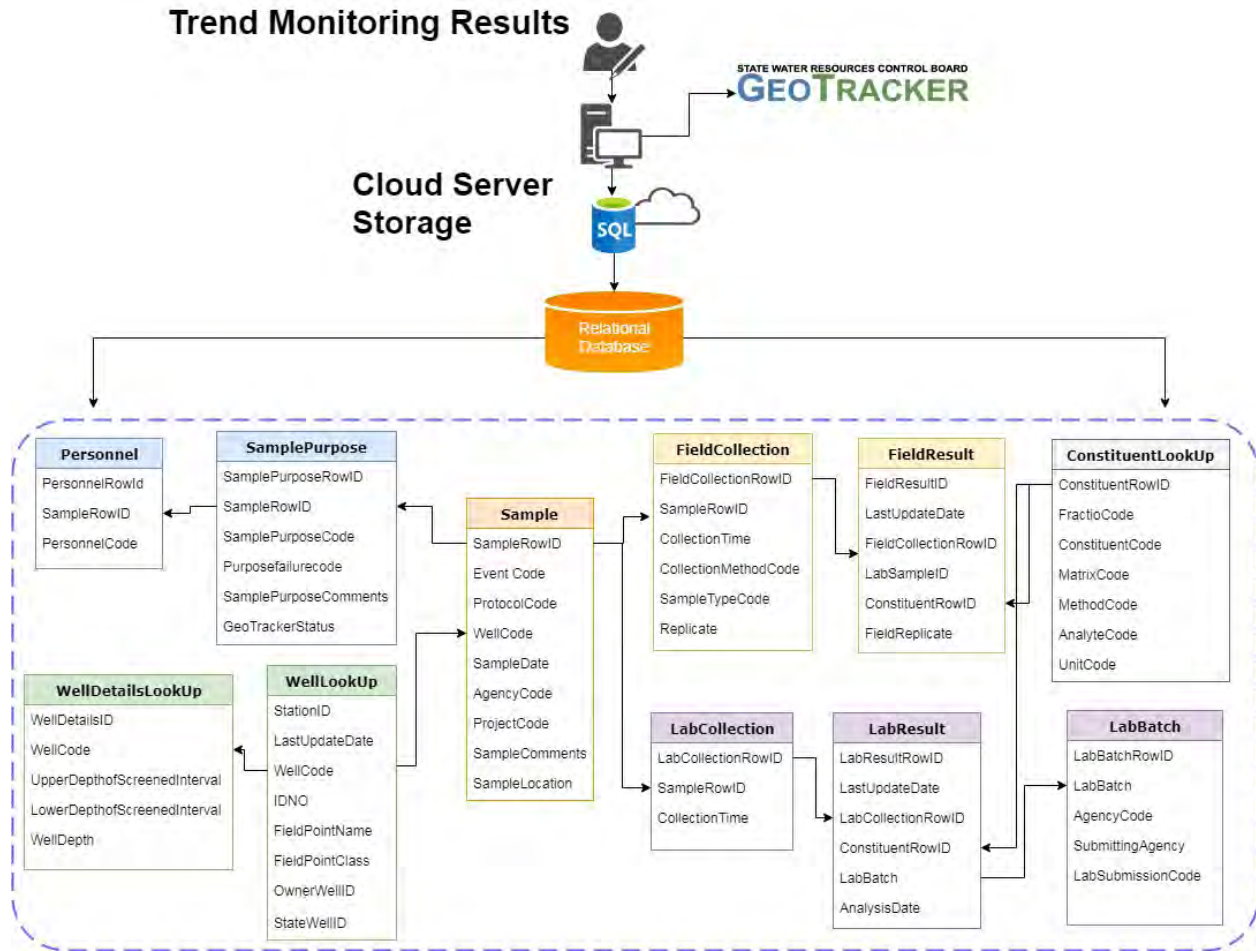 Trend Monitoring Results
STATE WATER RESOURCES CONTROL BOARD
GEOTRACKER
Cloud Server
Storage
SQL
Relational
Database
Personnel
PersonnelRowId
SampleRowID
PersonnelCode
SamplePurpose
SamplePurposeRowID
SampleRowID
SamplePurposeCode
Purposefailurecode
SamplePurposeComments
GeoTrackerStatus
Sample
SampleRowID
Event Code
ProtocolCode
WellCode
SampleDate
AgencyCode
ProjectCode
SampleComments
SampleLocation
FieldCollection
FieldCollectionRowID
SampleRowID
CollectionTime
CollectionMethodCode
SampleTypeCode
Replicate
FieldResult
FieldResultID
LastUpdateDate
FieldCollectionRowID
LabSampleID
ConstituentRowID
FieldReplicate
ConstituentLookUp
ConstituentRowID
FractioCode
ConstituentCode
MatrixCode
MethodCode
AnalyteCode
UnitCode
WellDetailsLookUp
WellDetailsID
WellCode
UpperDepthofScreenedInterval
LowerDepthofScreenedInterval
WellDepth
WellLookUp
StationID
LastUpdateDate
WellCode
IDNO
FieldPointName
FieldPointClass
OwnerWellID
StateWellID
LabCollection
LabCollectionRowID
SampleRowID
CollectionTime
LabResult
LabResultRowID
LastUpdateDate
LabCollectionRowID
ConstituentRowID
LabBatch
AnalysisDate
LabBatch
LabBatchRowID
LabBatch
AgencyCode
SubmittingAgency
LabSubmissionCode